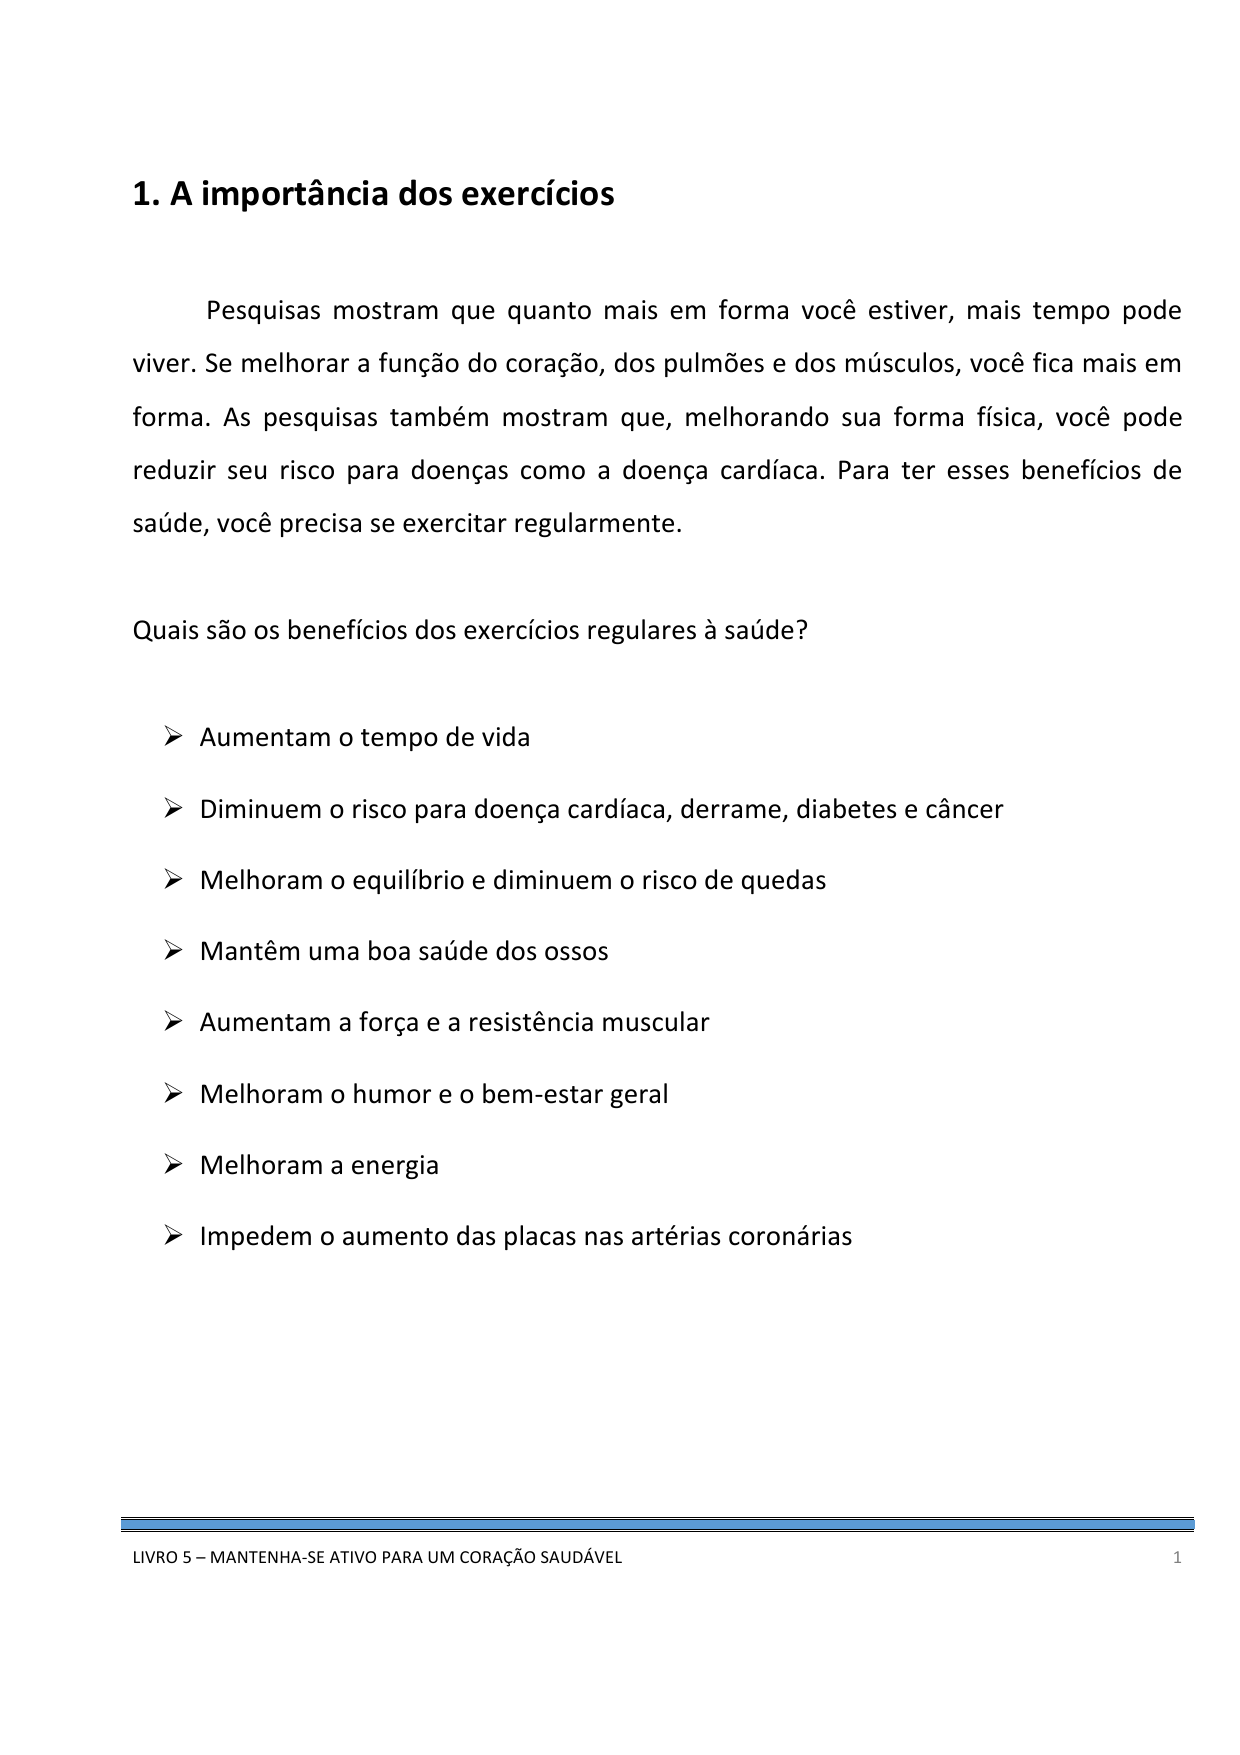 1. A importância dos exercícios
Pesquisas mostram que quanto mais em forma você estiver, mais tempo pode
viver. Se melhorar a função do coração, dos pulmões e dos músculos, você fica mais em
forma. As pesquisas também mostram que, melhorando sua forma física, você pode
reduzir seu risco para doenças como a doença cardíaca. Para ter esses benefícios de
saúde, você precisa se exercitar regularmente.
Quais são os benefícios dos exercícios regulares à saúde?
➢ Aumentam o tempo de vida
➢ Diminuem o risco para doença cardíaca, derrame, diabetes e câncer
➢ Melhoram o equilíbrio e diminuem o risco de quedas
➢ Mantêm uma boa saúde dos ossos
➢ Aumentam a força e a resistência muscular
➢ Melhoram o humor e o bem-estar geral
➢ Melhoram a energia
➢ Impedem o aumento das placas nas artérias coronárias
LIVRO 5 – MANTENHA-SE ATIVO PARA UM CORAÇÃO SAUDÁVEL 1